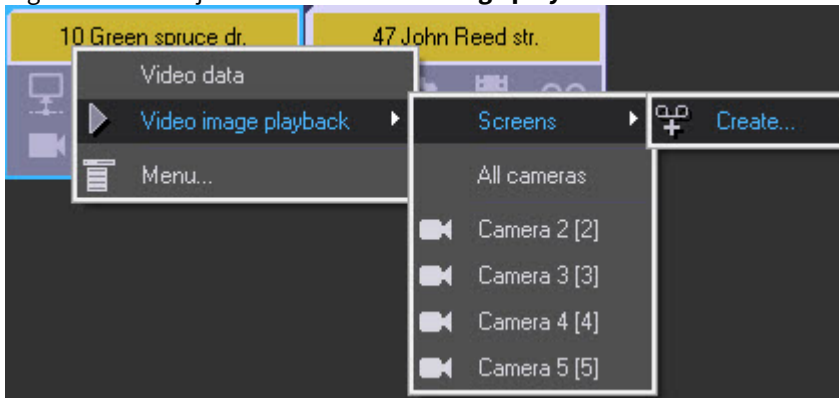 10 Green spruce dr.
47 John Reed str.
Video data
Video image playback
Screens
Create...
Menu...
All cameras
Camera 2 [2]
Camera 3 [3]
Camera 4 [4]
Camera 5 [5]